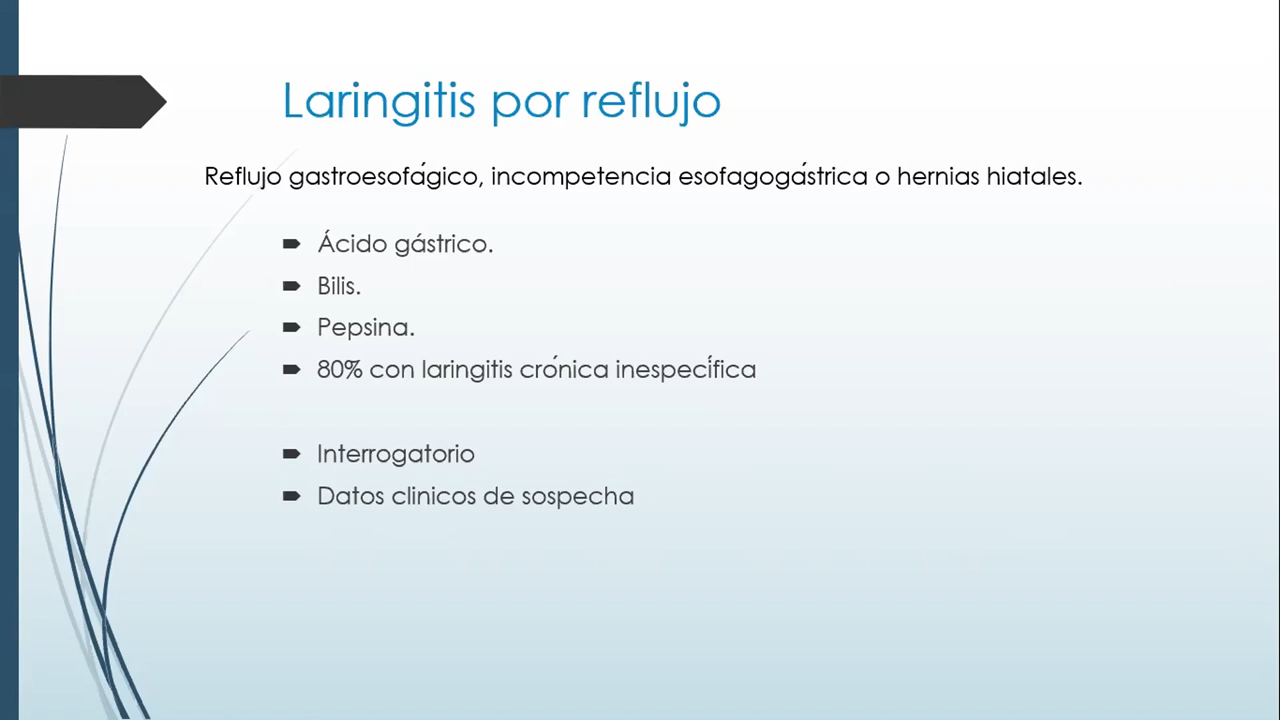 Laringitis por reflujo
Reflujo gastroesofágico, incompetencia esofagogástrica o hernias hiatales.
Ácido gástrico.
Bilis.
Pepsina.
80% con laringitis crónica inespecífica
Interrogatorio
Datos clinicos de sospecha